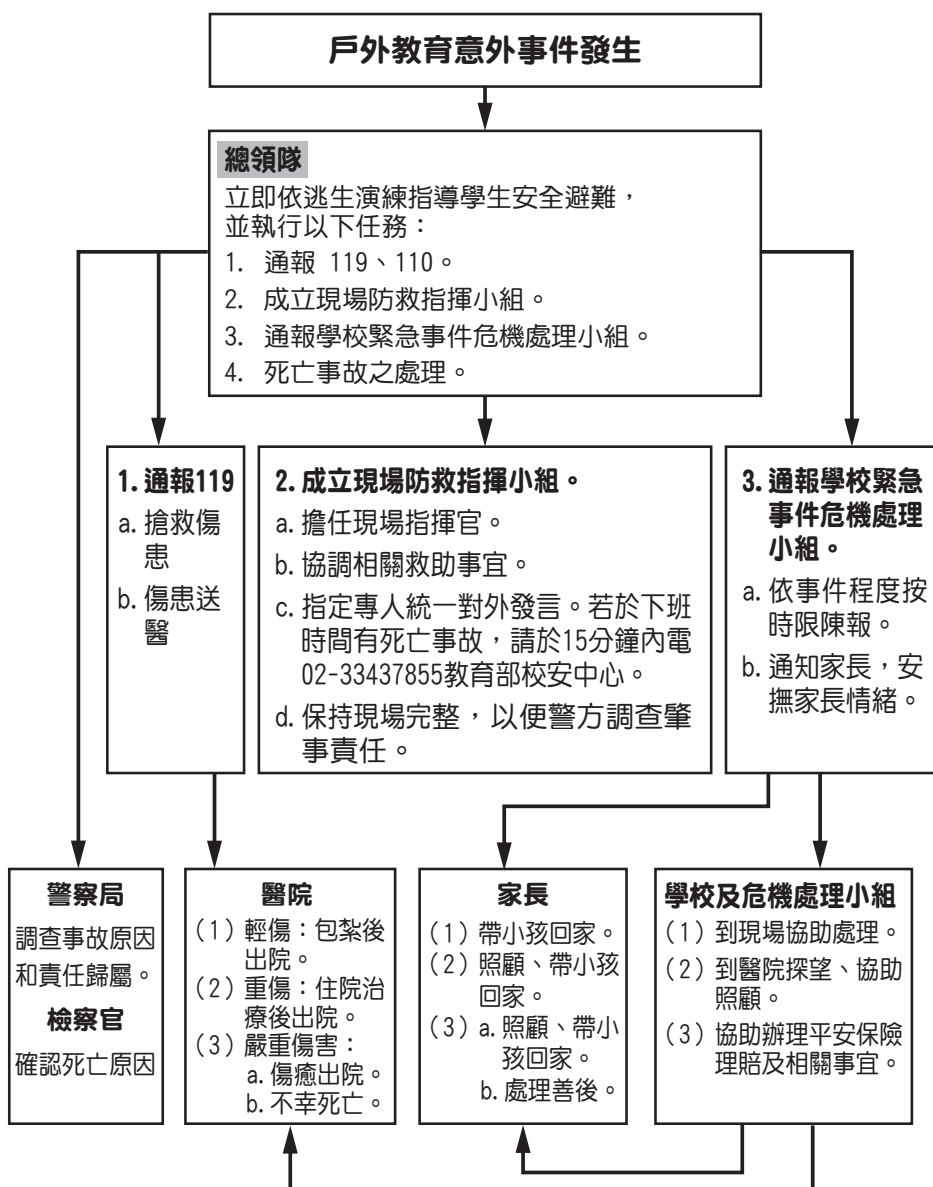 戶外教育意外事件發生
總領隊
立即依逃生演練指導學生安全避難，
並執行以下任務：
1. 通報 119、110。
2. 成立現場防救指揮小組。
3. 通報學校緊急事件危機處理小組。
4. 死亡事故之處理。
1. 通報119
a. 搶救傷
患
b. 傷患送
醫
2. 成立現場防救指揮小組。
a. 擔任現場指揮官。
b. 協調相關救助事宜。
c. 指定專人統一對外發言。若於下班
時間有死亡事故，請於15分鐘內電
02-33437855教育部校安中心。
d. 保持現場完整，以便警方調查肇
事責任。
3. 通報學校緊急
事件危機處理
小組。
a. 依事件程度按
時限陳報。
b. 通知家長，安
撫家長情緒。
警察局
調查事故原因
和責任歸屬。
檢察官
確認死亡原因
醫院
（1）輕傷：包紮後
出院。
（2）重傷：住院治
療後出院。
（3）嚴重傷害：
a. 傷癒出院。
b. 不幸死亡。
家長
（1）帶小孩回家。
（2）照顧、帶小孩
回家。
（3）a. 照顧、帶小
孩回家。
b. 處理善後。
學校及危機處理小組
（1）到現場協助處理。
（2）到醫院探望、協助
照顧。
（3）協助辦理平安保險
理賠及相關事宜。